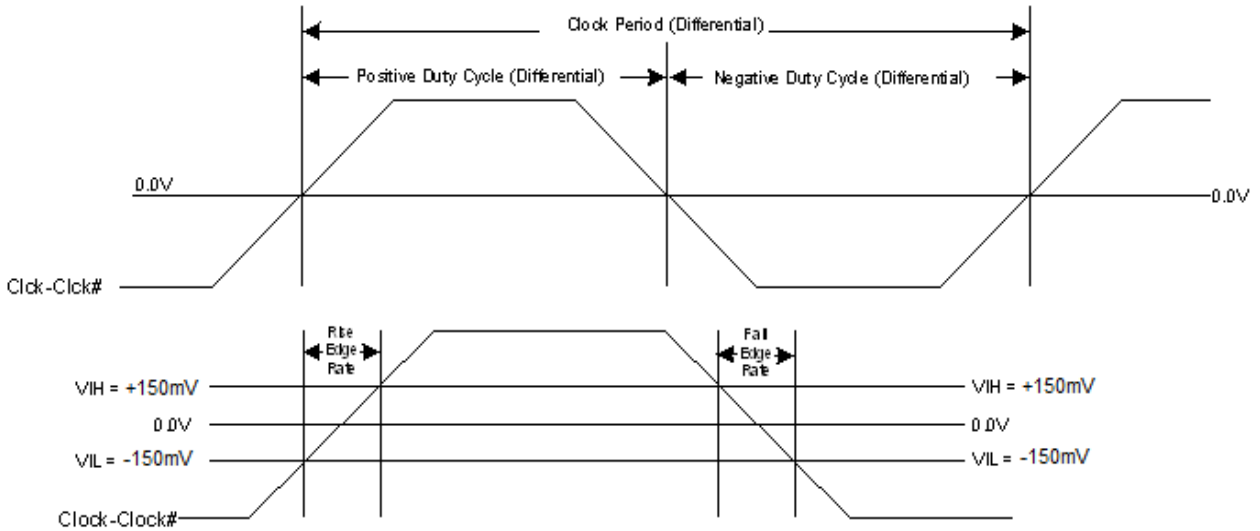 Clock Period (Differential)
Positive Duty Cycle (Differential)
Negative Duty Cycle (Differential)
0.0V
0.0V
Clck-Clck#
Rise
Edge
Rate
Fall
Edge
Rate
VIH = +150mV
VIH = +150mV
0.0V
0.0V
VIL = -150mV
VIL = -150mV
Clock-Clock#